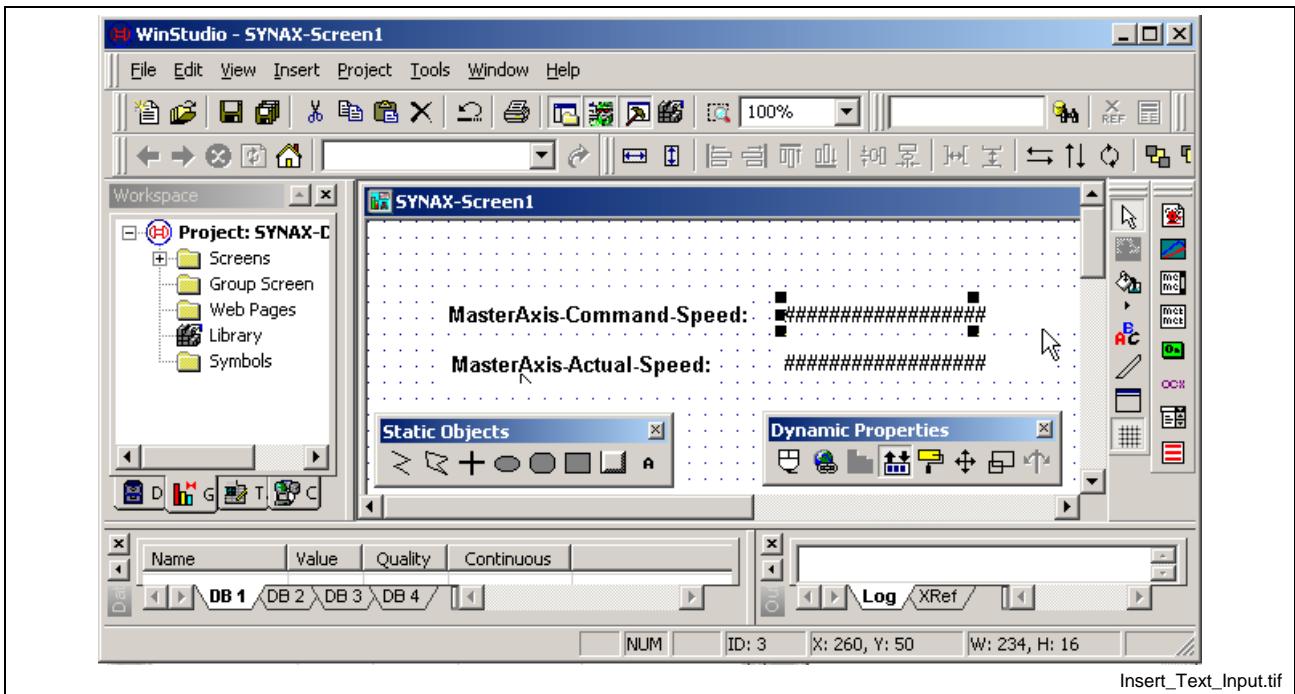 WinStudio - SYNAX-Screen1
File Edit View Insert Project Tools Window Help
100%
X REF
Workspace
SYNAX-Screen1
Project: SYNAX-D
Screens
Group Screen
Web Pages
Library
Symbols
MasterAxis-Command-Speed: ##################
MasterAxis-Actual-Speed: ##################
Static Objects
A
Dynamic Properties
ABC
OCX
D G T C
Name Value Quality Continuous
DB 1 DB 2 DB 3 DB 4
Log XRef
NUM ID: 3 X: 260, Y: 50 W: 234, H: 16
Insert_Text_Input.tif